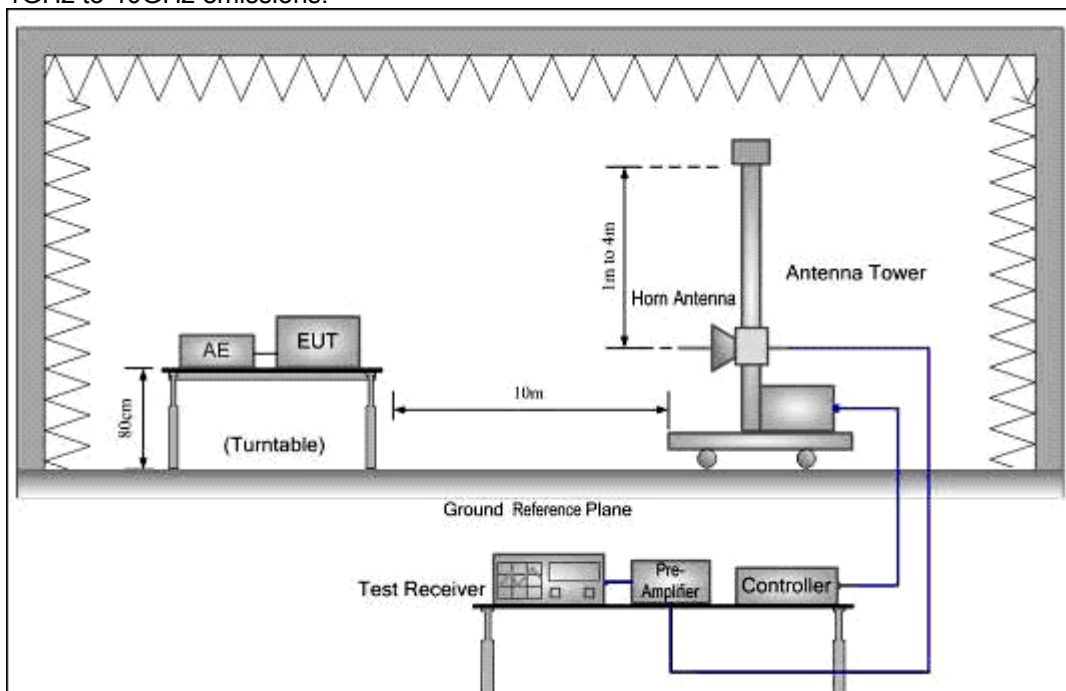 1m to 4m
Antenna Tower
Horn Antenna
AE
EUT
10m
80cm
(Turntable)
Ground Reference Plane
Test Receiver
Pre-
Amplifier
Controller